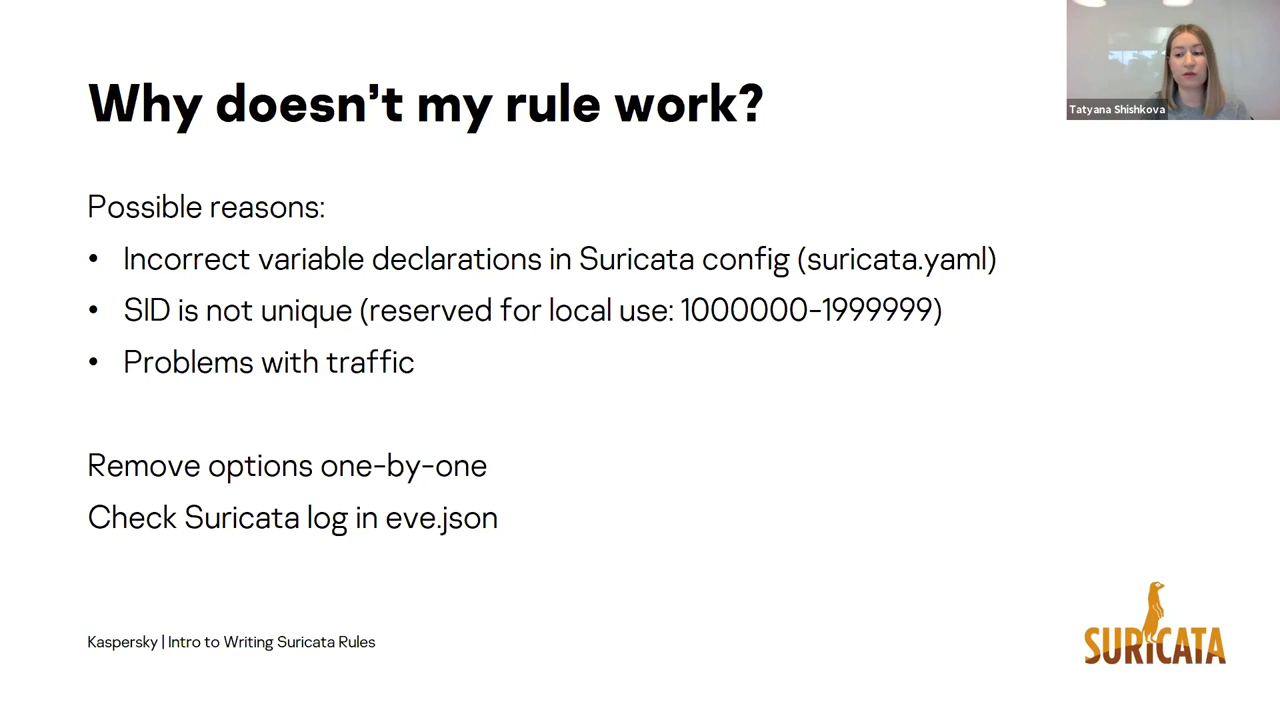 Why doesn’t my rule work?
Tatyana Shishkova
Possible reasons:
• Incorrect variable declarations in Suricata config (suricata.yaml)
• SID is not unique (reserved for local use: 1000000-1999999)
• Problems with traffic
Remove options one-by-one
Check Suricata log in eve.json
Kaspersky | Intro to Writing Suricata Rules
SURICATA